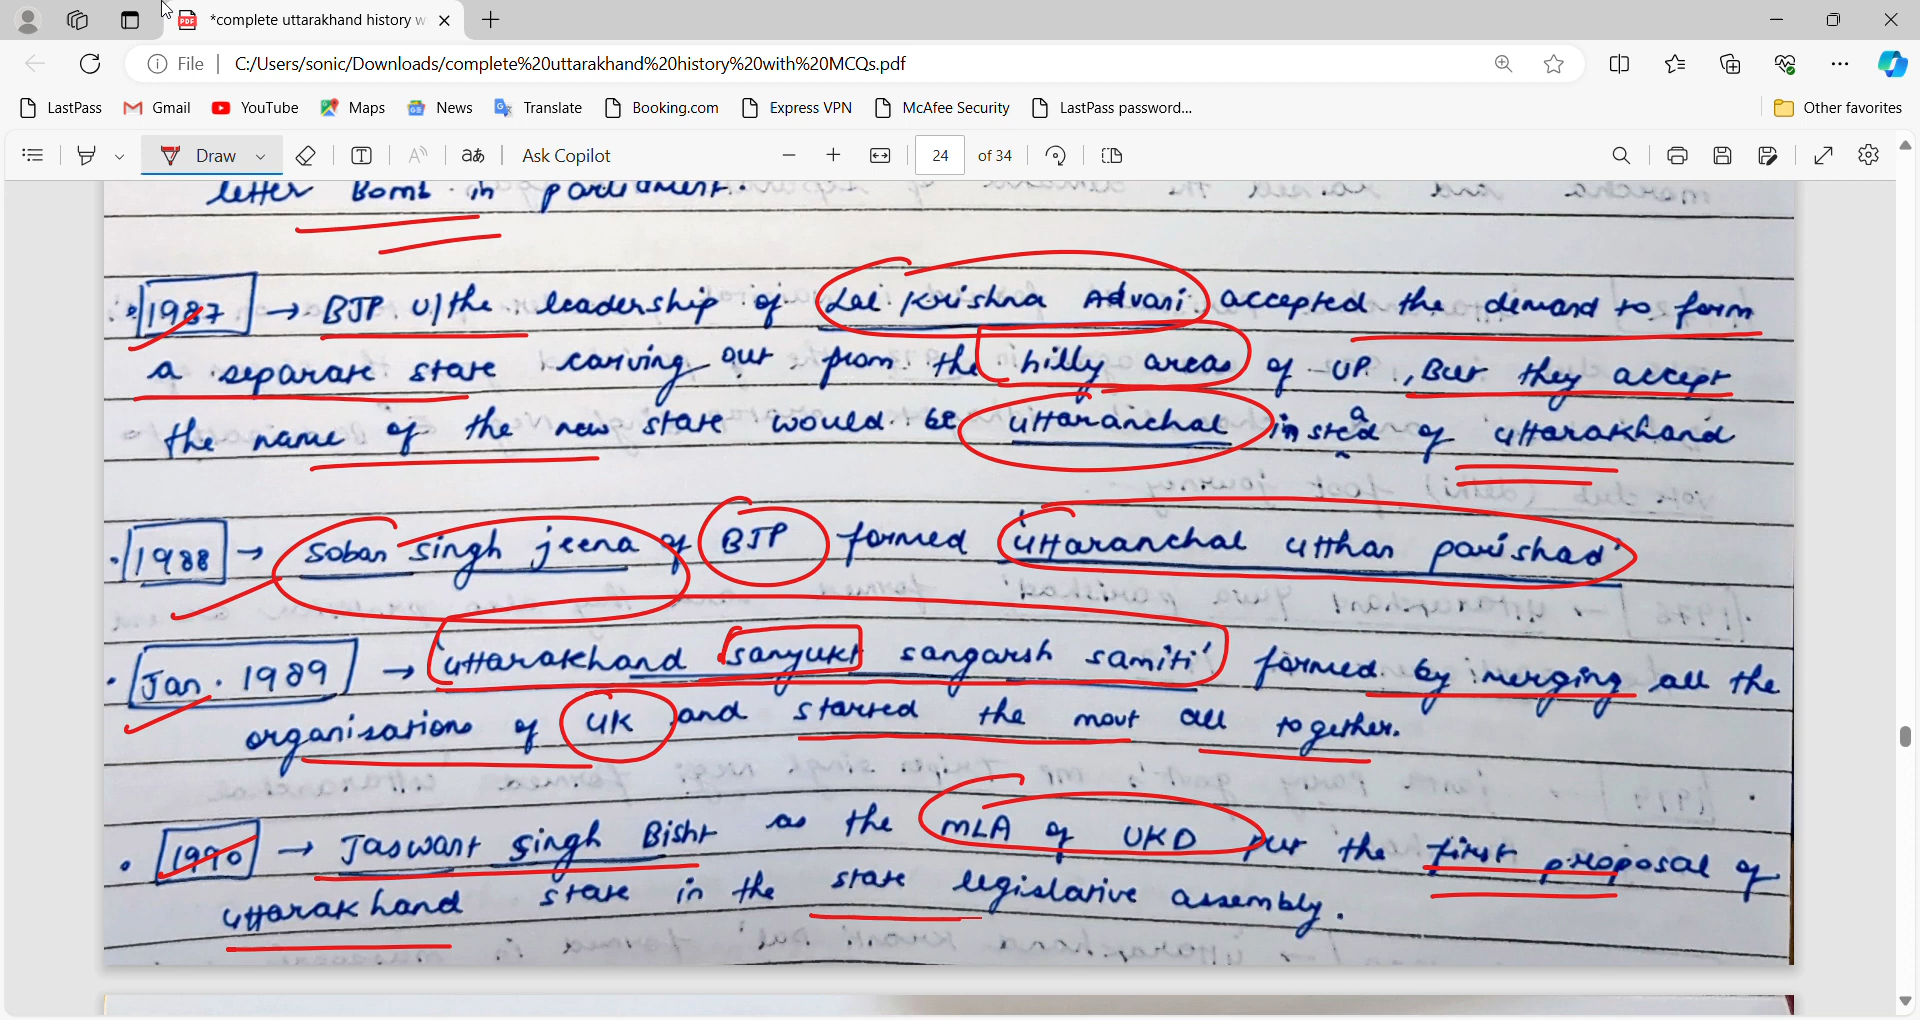 *complete uttarakhand history w
File
C:/Users/sonic/Downloads/complete%20uttarakhand%20history%20with%20MCQs.pdf
LastPass Gmail YouTube Maps News Translate Booking.com Express VPN McAfee Security LastPass password... Other favorites
Draw Ask Copilot 24 of 34
letter Bomb in parliament.
1987 → BJP u/the leadership of Lal Krishna Advani accepted the demand to form
a separate state carving out from the hilly areas of UP., But they accept
the name of the new state would be uttaranchal in stead of uttarakhand
1988 → Soban singh jeena of BJP formed 'uttaranchal utthan parishad'
Jan. 1989 → 'uttarakhand sanyukt sangarsh samiti' formed by merging all the
organisations of UK and started the movt all together.
1990 → Jaswant Singh Bisht as the MLA of UKD put the first proposal of
uttarakhand state in the state legislative assembly.